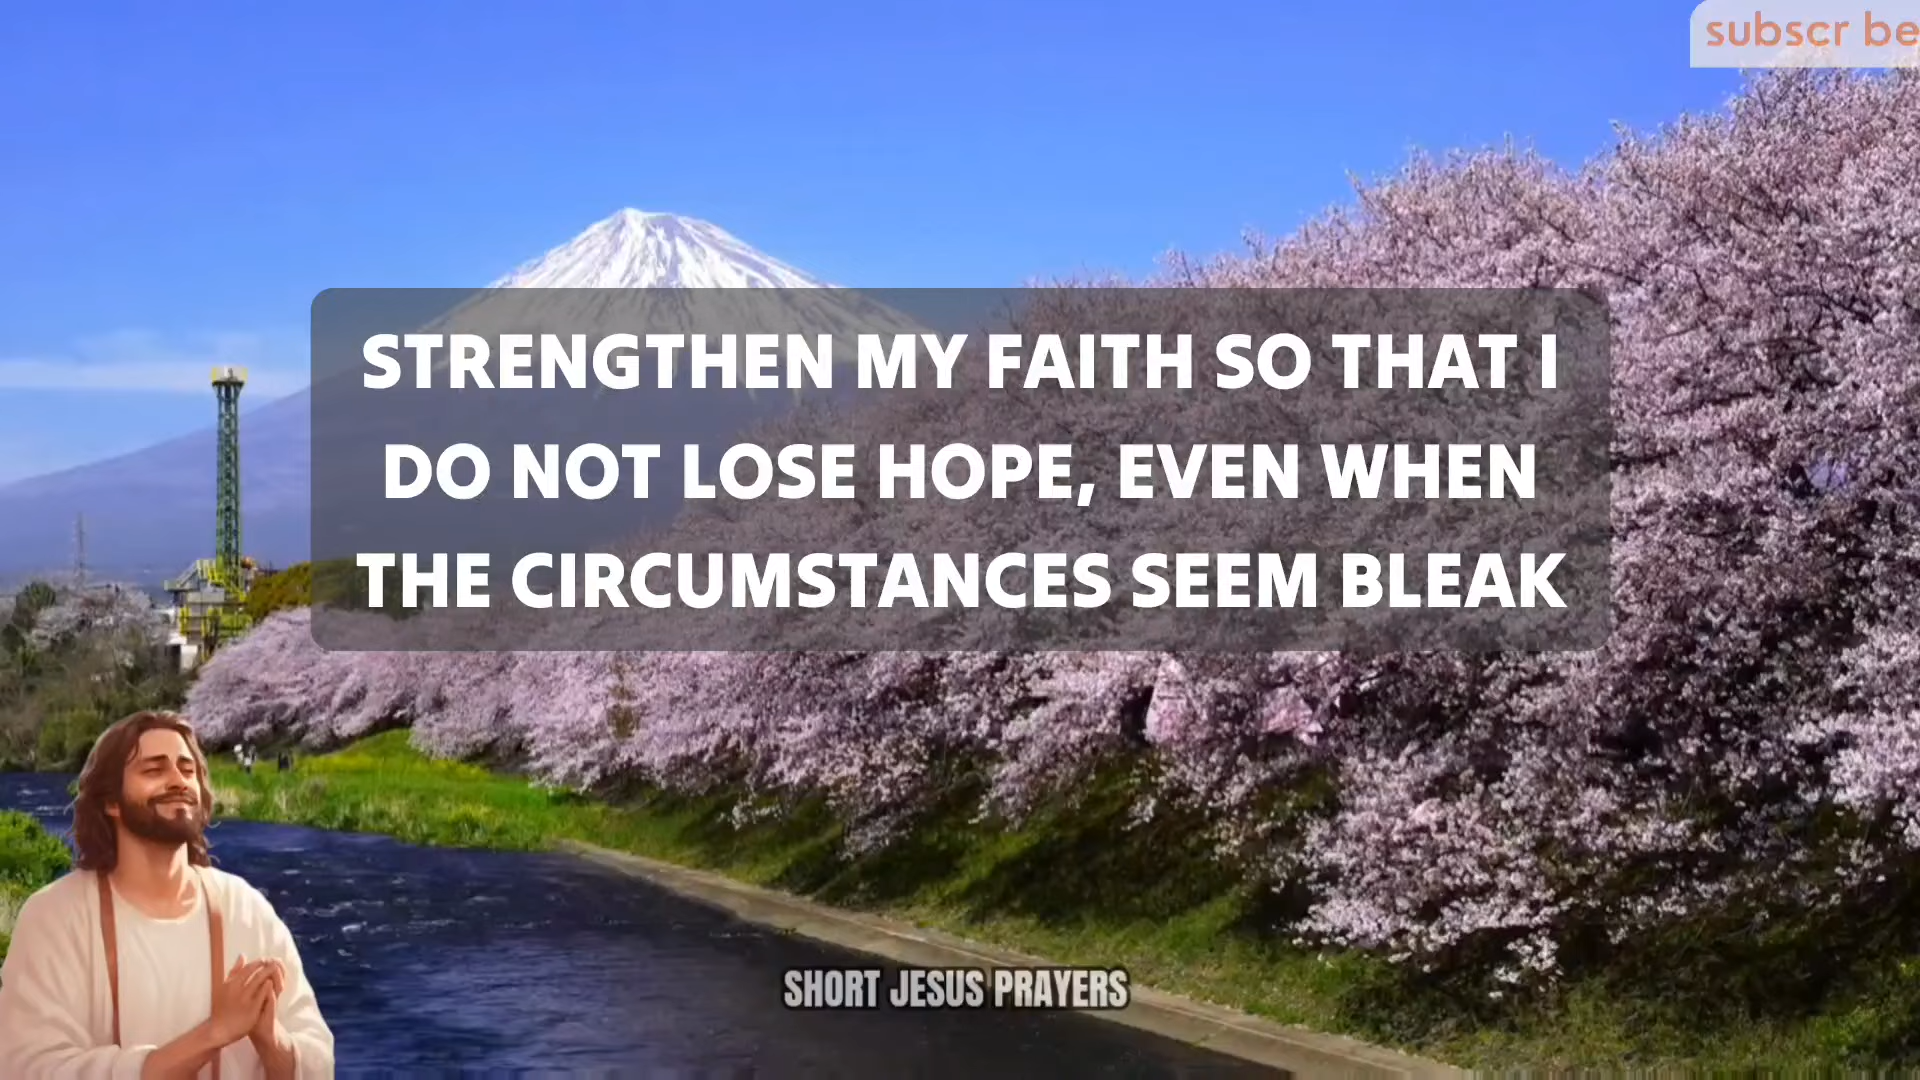 subscr be
STRENGTHEN MY FAITH SO THAT I
DO NOT LOSE HOPE, EVEN WHEN
THE CIRCUMSTANCES SEEM BLEAK
SHORT JESUS PRAYERS